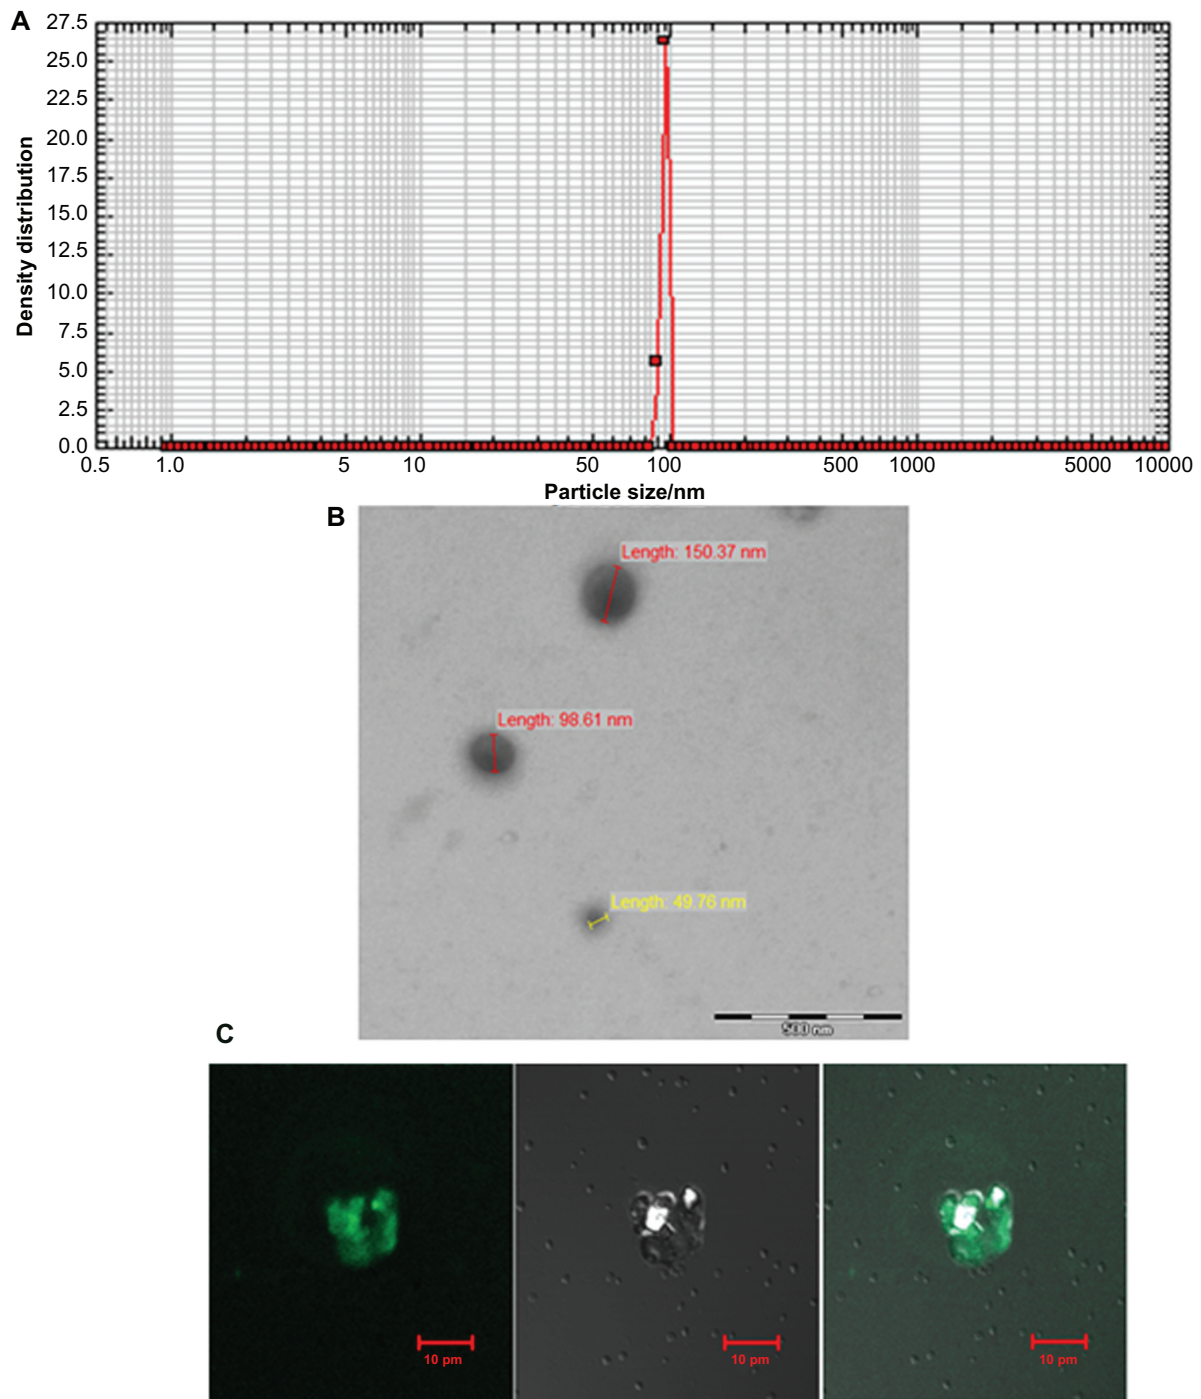 A
27.5
25.0
22.5
20.0
17.5
15.0
12.5
10.0
7.5
5.0
2.5
0.0
Density distribution
0.5 1.0 5 10 50 100 500 1000 5000 10000
Particle size/nm
B
Length: 150.37 nm
Length: 98.61 nm
Length: 49.76 nm
500 nm
C
10 pm 10 pm 10 pm